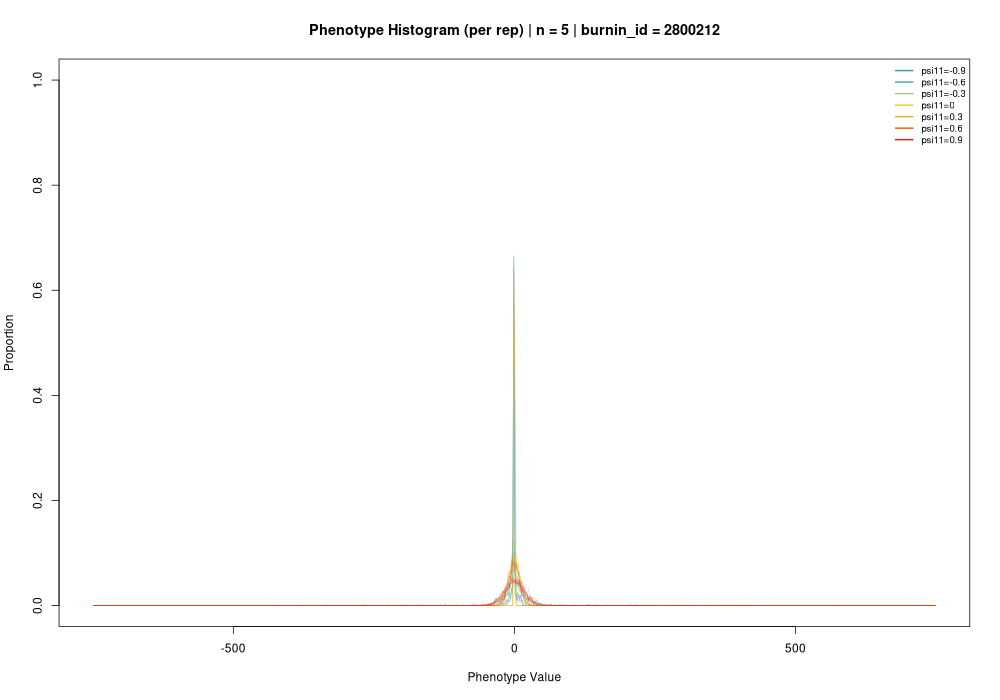 Phenotype Histogram (per rep) | n = 5 | burnin_id = 2800212
psi11=-0.9
psi11=-0.6
psi11=-0.3
psi11=0
psi11=0.3
psi11=0.6
psi11=0.9
Proportion
1.0
0.8
0.6
0.4
0.2
0.0
-500
0
500
Phenotype Value